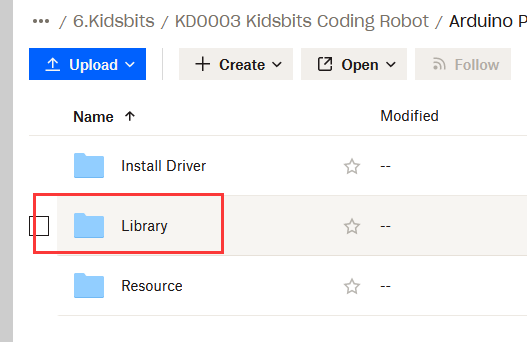 ··· / 6.Kidsbits / KD0003 Kidsbits Coding Robot / Arduino P
Upload Create Open Follow
Name Modified
Install Driver --
Library --
Resource --